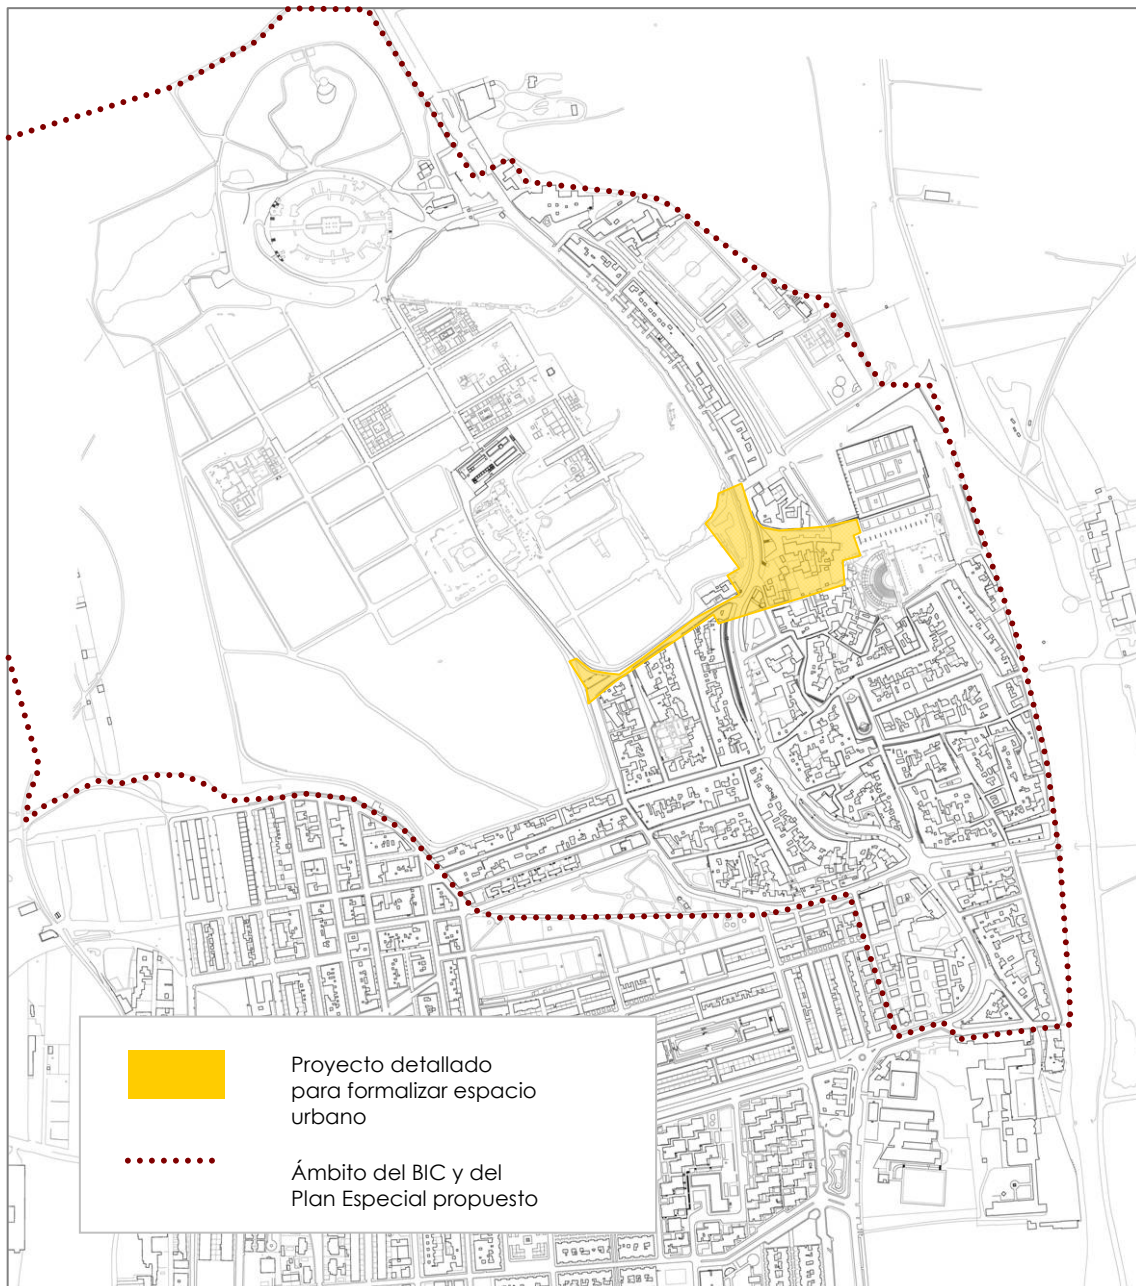 Proyecto detallado
para formalizar espacio
urbano
Ámbito del BIC y del
Plan Especial propuesto